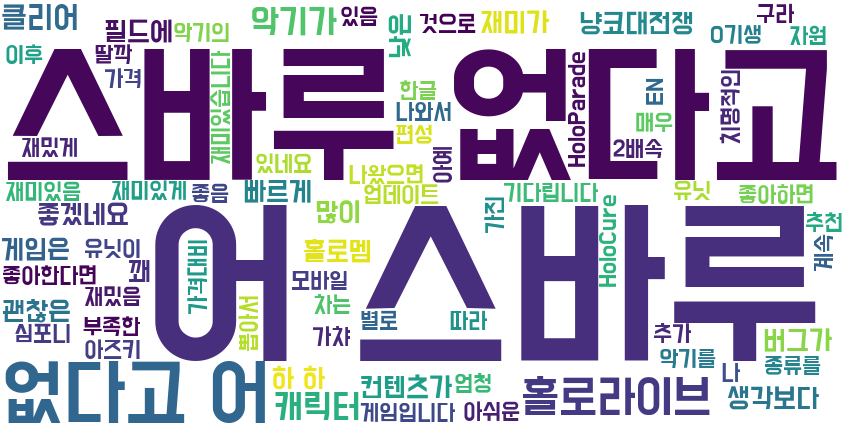 클리어
필드에
악기의
악기가
있음
낮은
것으로
재미가
냥코대전쟁
구라
0기생
자원
이후
딸깍
가격
재미있습니다
스바루
없다고
한글
나와서
편성
아예
HoloParade
EN
매우
2배속
치명적인
재밌게
있네요
나왔으면
업데이트
재미있음
재미있게
좋음
빠르게
기다립니다
유닛
좋아하면
좋겠네요
많이
가진
HoloCure
추천
계속
어
스바루
게임은
유닛이
꽤
가격대비
홀로멤
모바일
좋아한다면
재밌음
차는
괜찮은
부족한
뽑아서
별로
따라
심포니
아즈키
가챠
추가
버그가
악기를
종류를
나
없다고 어
하 하
캐릭터
컨텐츠가
엄청
게임입니다
아쉬운
홀로라이브
생각보다